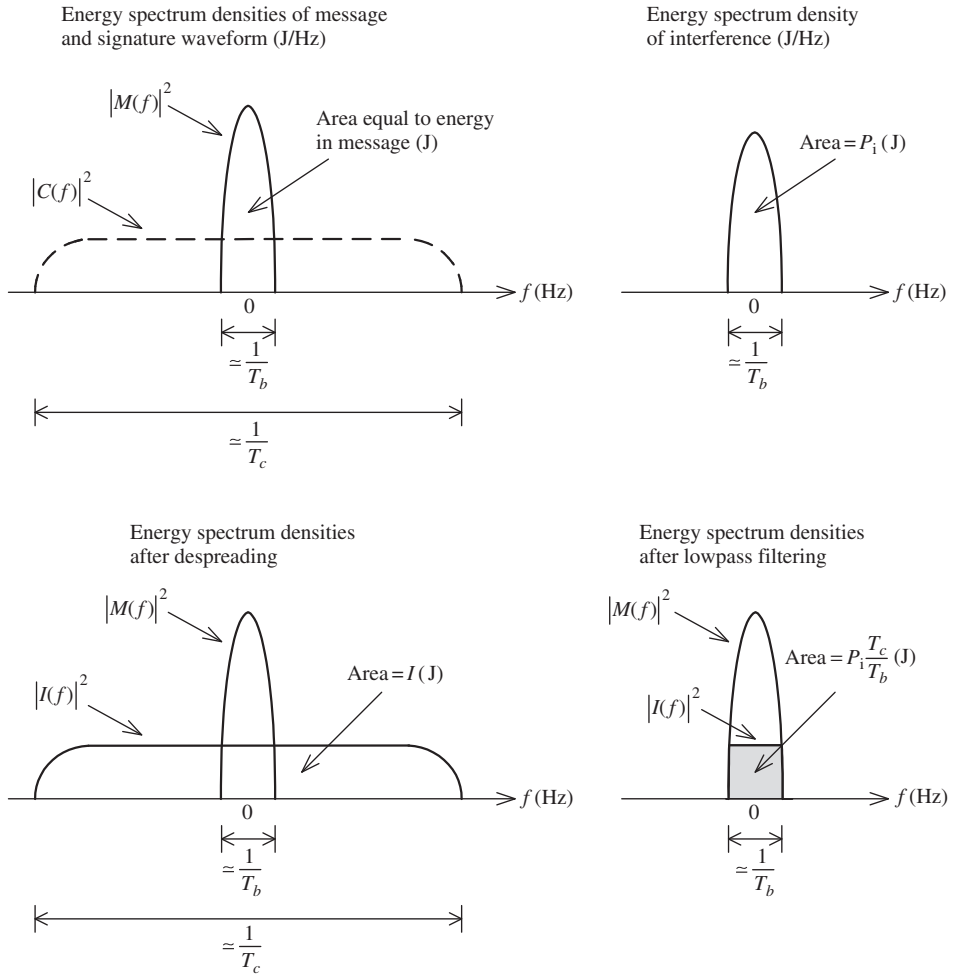 Energy spectrum densities of message
and signature waveform (J/Hz)
|M(f)|²
Area equal to energy
in message (J)
|C(f)|²
f (Hz)
0
≃ 1/T_b
≃ 1/T_c
Energy spectrum density
of interference (J/Hz)
Area = P_i (J)
f (Hz)
0
≃ 1/T_b
Energy spectrum densities
after despreading
|M(f)|²
Area = I (J)
|I(f)|²
f (Hz)
0
≃ 1/T_b
≃ 1/T_c
Energy spectrum densities
after lowpass filtering
|M(f)|²
Area = P_i T_c/T_b (J)
|I(f)|²
f (Hz)
0
≃ 1/T_b